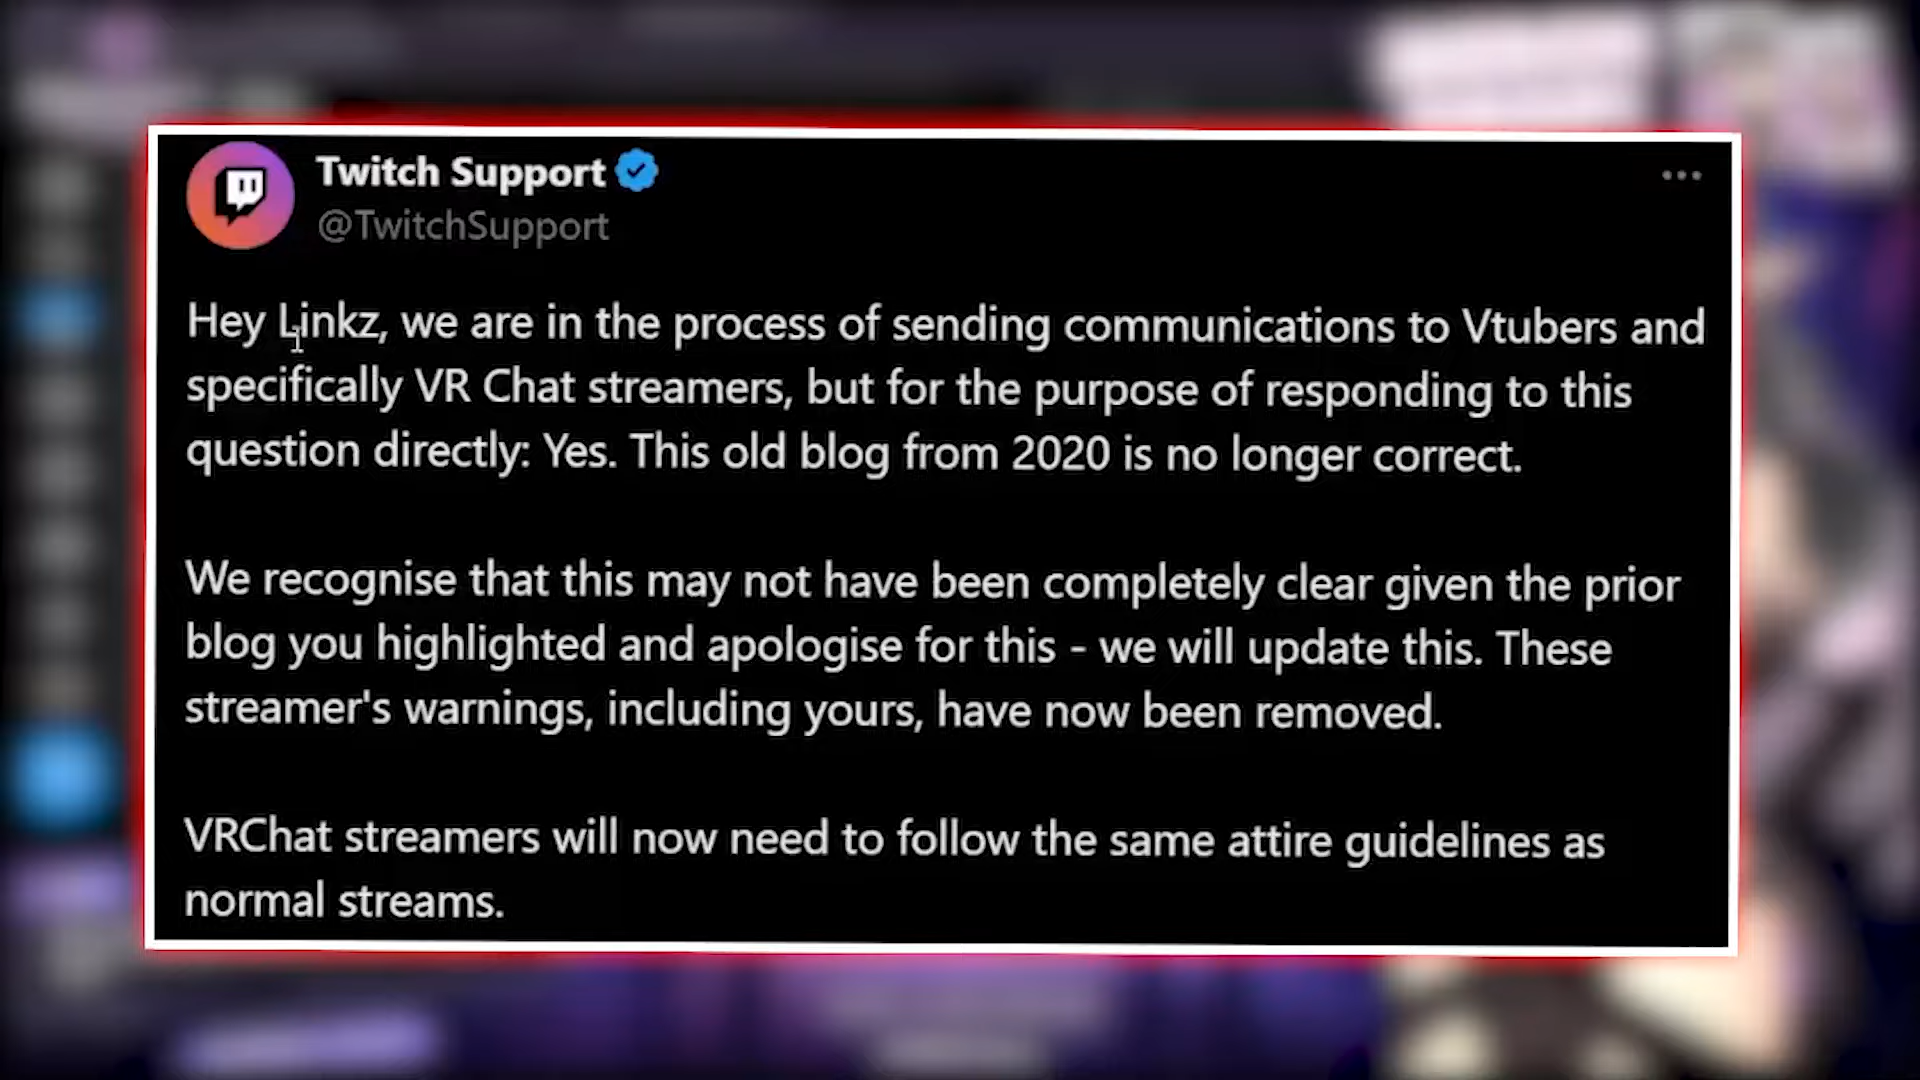 Twitch Support
@TwitchSupport
Hey Linkz, we are in the process of sending communications to Vtubers and
specifically VR Chat streamers, but for the purpose of responding to this
question directly: Yes. This old blog from 2020 is no longer correct.
We recognise that this may not have been completely clear given the prior
blog you highlighted and apologise for this - we will update this. These
streamer's warnings, including yours, have now been removed.
VRChat streamers will now need to follow the same attire guidelines as
normal streams.